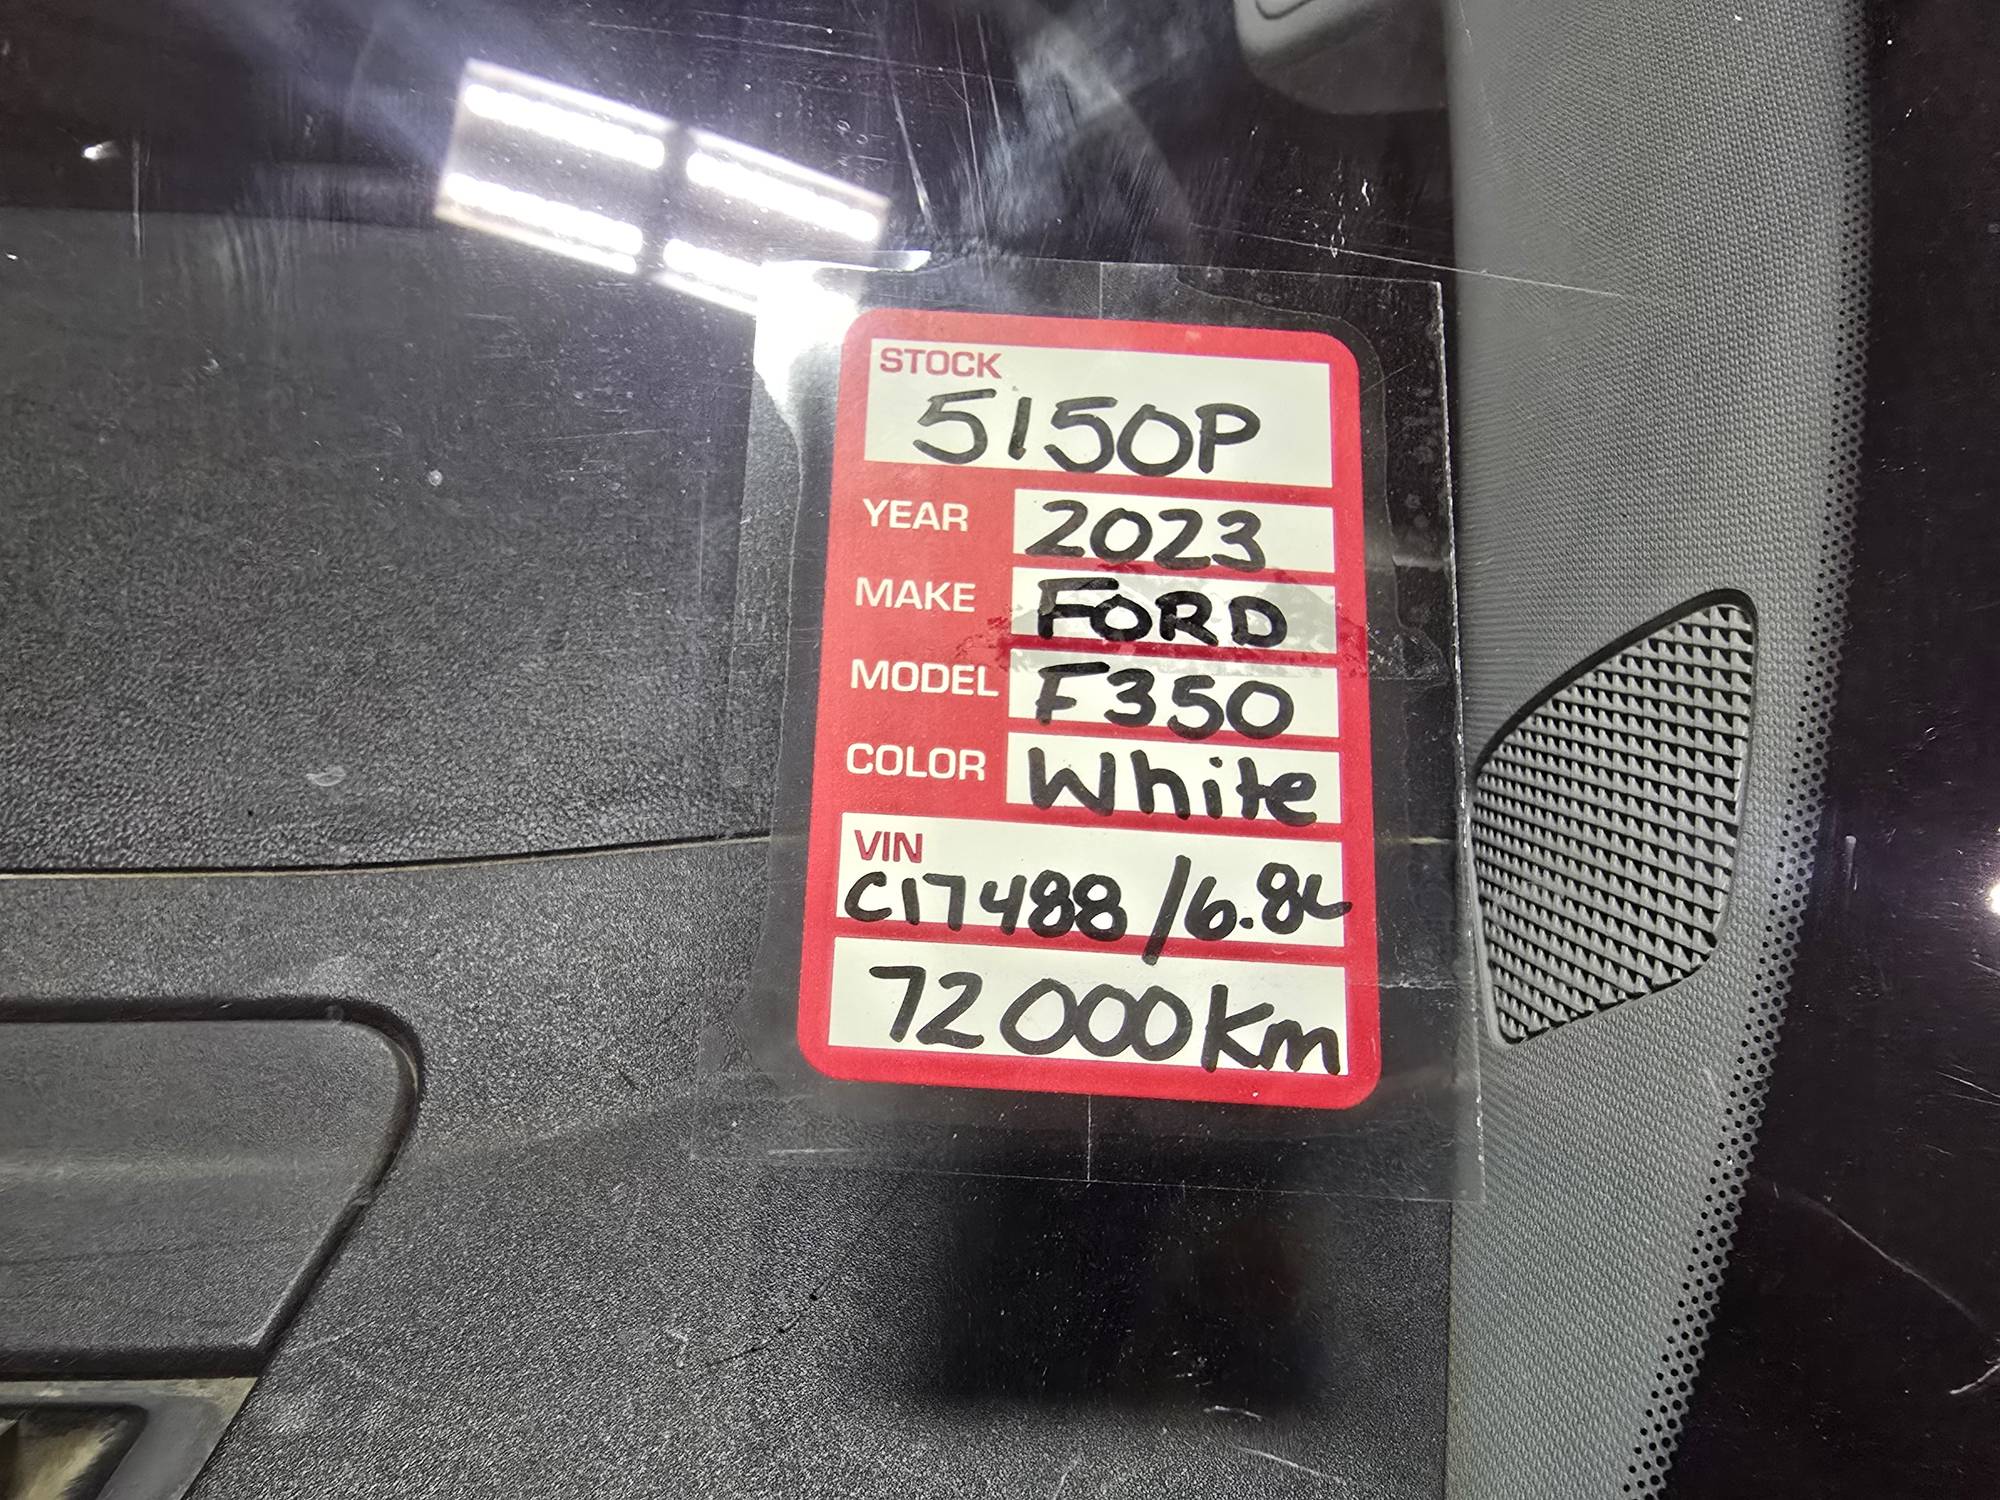 STOCK
5150P
YEAR 2023
MAKE FORD
MODEL F350
COLOR White
VIN
C17488/6.8L
72000Km